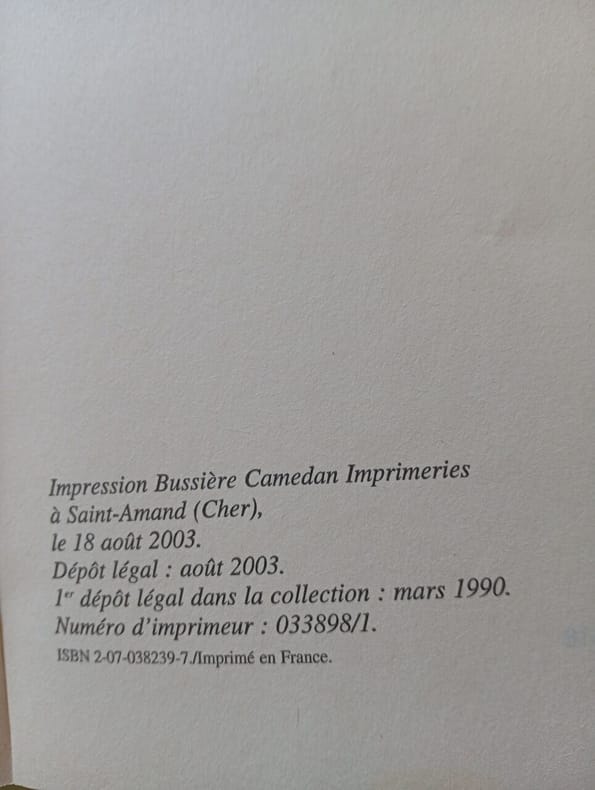 Impression Bussière Camedan Imprimeries
à Saint-Amand (Cher),
le 18 août 2003.
Dépôt légal : août 2003.
1er dépôt légal dans la collection : mars 1990.
Numéro d'imprimeur : 033898/1.
ISBN 2-07-038239-7./Imprimé en France.